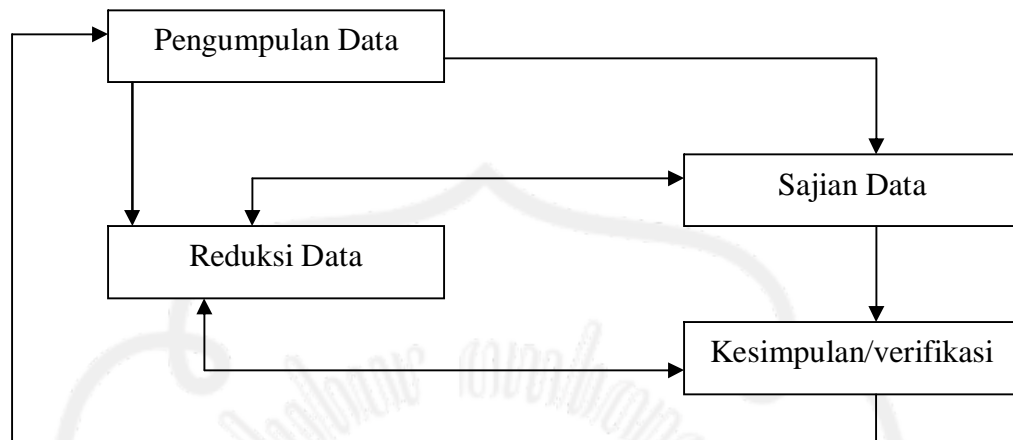 Pengumpulan Data
Sajian Data
Reduksi Data
Kesimpulan/verifikasi